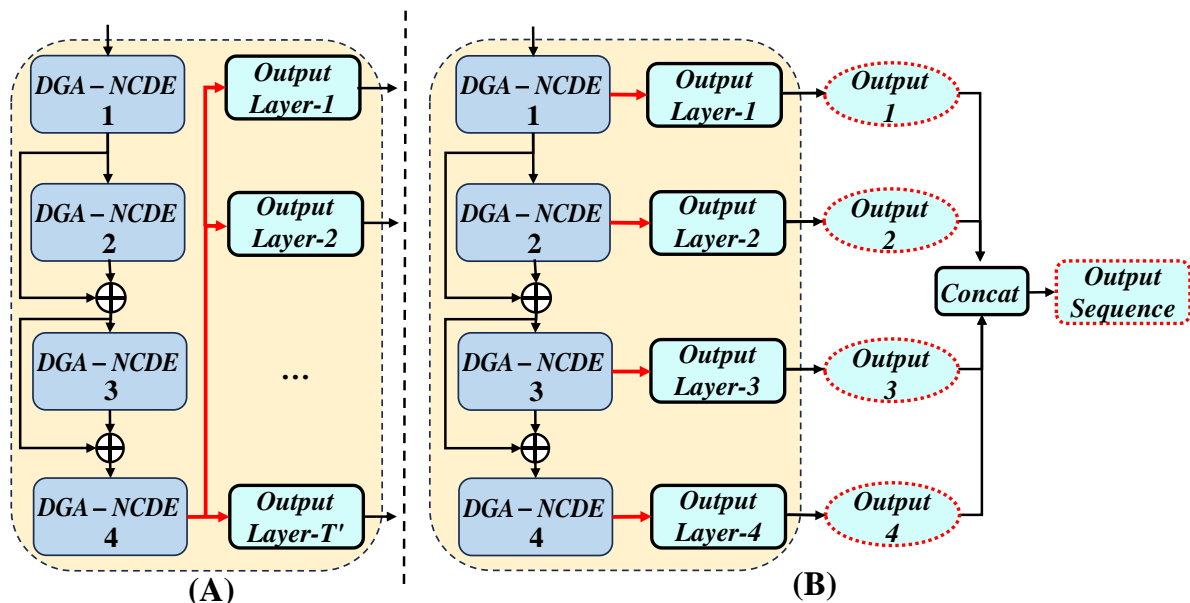 DGA – NCDE
1
Output
Layer-1
DGA – NCDE
2
Output
Layer-2
DGA – NCDE
3
...
DGA – NCDE
4
Output
Layer-T'
(A)
DGA – NCDE
1
Output
Layer-1
Output
1
DGA – NCDE
2
Output
Layer-2
Output
2
Concat
Output
Sequence
DGA – NCDE
3
Output
Layer-3
Output
3
DGA – NCDE
4
Output
Layer-4
Output
4
(B)